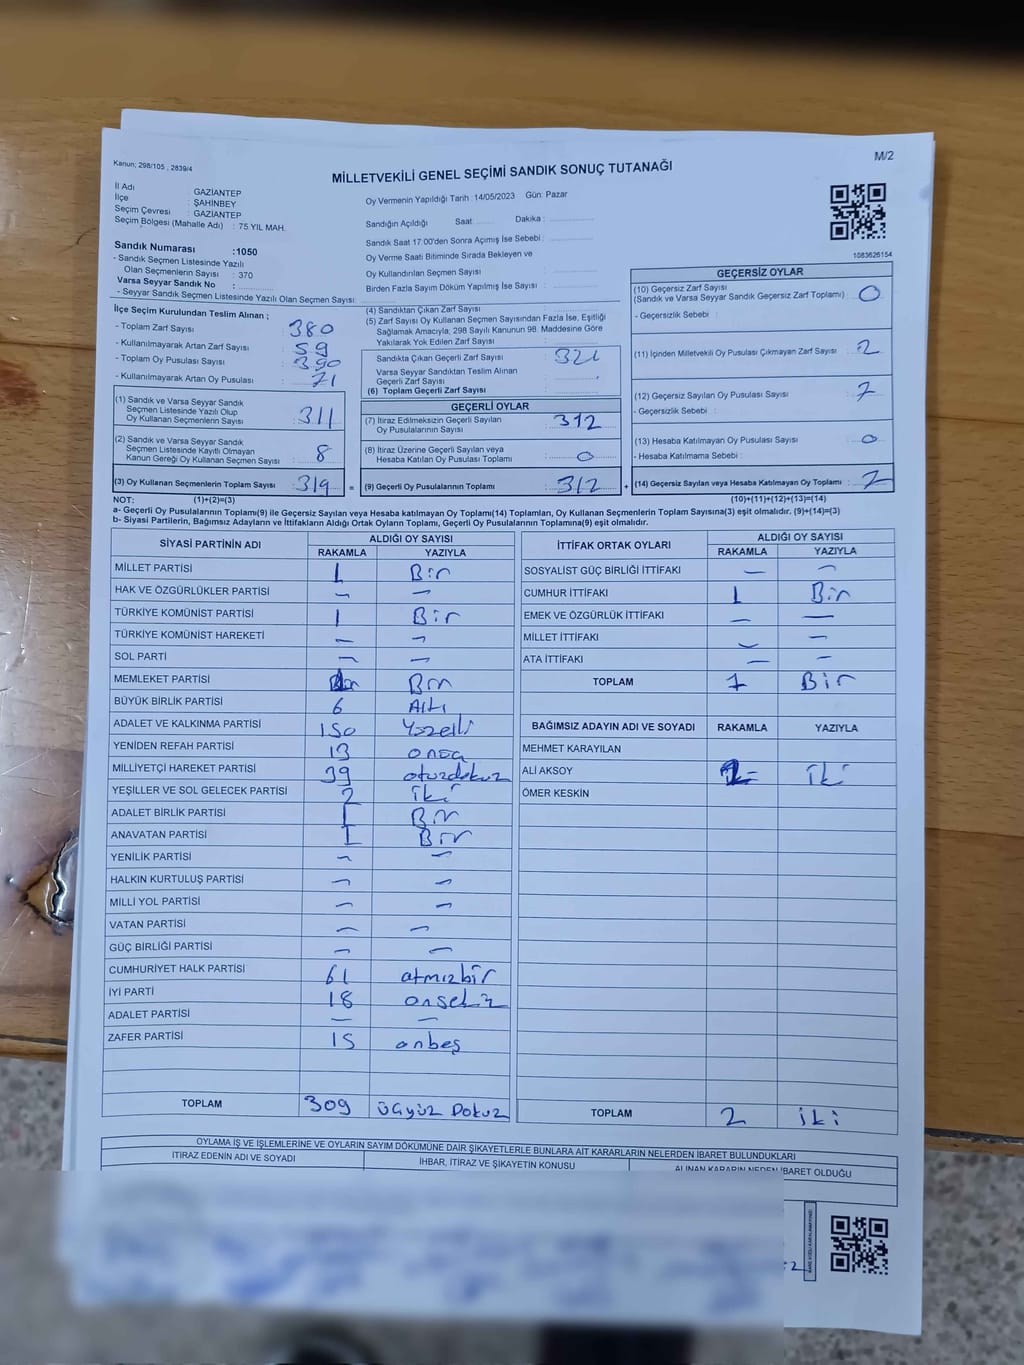 Kanun; 298/105 , 2839/4
M/2
MİLLETVEKİLİ GENEL SEÇİMİ SANDIK SONUÇ TUTANAĞI
İl Adı : GAZİANTEP
İlçe : ŞAHİNBEY
Seçim Çevresi : GAZİANTEP
Seçim Bölgesi (Mahalle Adı) : 75 YIL MAH.
Sandık Numarası :1050
- Sandık Seçmen Listesinde Yazılı
Olan Seçmenlerin Sayısı : 370
Varsa Seyyar Sandık No :
- Seyyar Seçmen Listesinde Yazılı Olan Seçmen Sayısı:
Oy Vermenin Yapıldığı Tarih :14/05/2023 Gün: Pazar
Sandığın Açıldığı Saat: Dakika :
Sandık Saat 17:00'den Sonra Açımış İse Sebebi :
Oy Verme Saati Bitiminde Sırada Bekleyen ve
Oy Kullandırılan Seçmen Sayısı :
Birden Fazla Sayım Döküm Yapılmış İse Sayısı :
1083626154
İlçe Seçim Kurulundan Teslim Alınan ;
- Toplam Zarf Sayısı : 380
- Kullanılmayarak Artan Zarf Sayısı : 59
- Toplam Oy Pusulası Sayısı : 390
- Kullanılmayarak Artan Oy Pusulası : 71
(1) Sandık ve Varsa Seyyar Sandık
Seçmen Listesinde Yazılı Olup
Oy Kullanan Seçmenlerin Sayısı : 311
(2) Sandık ve Varsa Seyyar Sandık
Seçmen Listesinde Kayıtlı Olmayan
Kanun Gereği Oy Kullanan Seçmen Sayısı : 8
(3) Oy Kullanan Seçmenlerin Toplam Sayısı : 319 =
(4) Sandıktan Çıkan Zarf Sayısı :
(5) Zarf Sayısı Oy Kullanan Seçmen Sayısından Fazla İse, Eşitliği
Sağlamak Amacıyla, 298 Sayılı Kanunun 98. Maddesine Göre
Yakılarak Yok Edilen Zarf Sayısı :
Sandıkta Çıkan Geçerli Zarf Sayısı : 321
Varsa Seyyar Sandıktan Teslim Alınan
Geçerli Zarf Sayısı :
(6) Toplam Geçerli Zarf Sayısı :
GEÇERLİ OYLAR
(7) İtiraz Edilmeksizin Geçerli Sayılan
Oy Pusulalarının Sayısı : 312
(8) İtiraz Üzerine Geçerli Sayılan veya
Hesaba Katılan Oy Pusulası Toplamı : 0
(9) Geçerli Oy Pusulalarının Toplamı : 312 +
GEÇERSİZ OYLAR
(10) Geçersiz Zarf Sayısı
(Sandık ve Varsa Seyyar Sandık Geçersiz Zarf Toplamı) : 0
- Geçersizlik Sebebi :
(11) İçinden Milletvekili Oy Pusulası Çıkmayan Zarf Sayısı : 2
(12) Geçersiz Sayılan Oy Pusulası Sayısı : 7
- Geçersizlik Sebebi :
(13) Hesaba Katılmayan Oy Pusulası Sayısı : 0
- Hesaba Katılmama Sebebi :
(14) Geçersiz Sayılan veya Hesaba Katılmayan Oy Toplamı : 7
NOT: (1)+(2)=(3) (10)+(11)+(12)+(13)=(14)
a- Geçerli Oy Pusulasının Toplamı(9) ile Geçersiz Sayılan veya Hesaba Katılmayan Oy Toplamı(14) Toplamları, Oy Kullanan Seçmenlerin Toplam Sayısına(3) eşit olmalıdır. (9)+(14)=(3)
b- Siyasi Partilerin, Bağımsız Adayların ve İttifakların Aldığı Ortak Oyların Toplamı, Geçerli Oy Pusulalarının Toplamına(9) eşit olmalıdır.
SİYASİ PARTİNİN ADI ALDIĞI OY SAYISI
RAKAMLA YAZIYLA
MİLLET PARTİSİ 1 Bir
HAK VE ÖZGÜRLÜKLER PARTİSİ - -
TÜRKİYE KOMÜNİST PARTİSİ 1 Bir
TÜRKİYE KOMÜNİST HAREKETİ - -
SOL PARTİ - -
MEMLEKET PARTİSİ Bir
BÜYÜK BİRLİK PARTİSİ 6 Altı
ADALET VE KALKINMA PARTİSİ 150 Yüzelli
YENİDEN REFAH PARTİSİ 13 onüç
MİLLİYETÇİ HAREKET PARTİSİ 39 otuzdokuz
YEŞİLLER VE SOL GELECEK PARTİSİ 2 iki
ADALET BİRLİK PARTİSİ 1 Bir
ANAVATAN PARTİSİ 1 Bir
YENİLİK PARTİSİ - -
HALKIN KURTULUŞ PARTİSİ - -
MİLLİ YOL PARTİSİ - -
VATAN PARTİSİ - -
GÜÇ BİRLİĞİ PARTİSİ - -
CUMHURİYET HALK PARTİSİ 61 atmızbir
İYİ PARTİ 18 onsekiz
ADALET PARTİSİ - -
ZAFER PARTİSİ 15 onbeş
TOPLAM 309 üçyüz Dokuz
İTTİFAK ORTAK OYLARI ALDIĞI OY SAYISI
RAKAMLA YAZIYLA
SOSYALİST GÜÇ BİRLİĞİ İTTİFAKI - -
CUMHUR İTTİFAKI 1 Bir
EMEK VE ÖZGÜRLÜK İTTİFAKI - -
MİLLET İTTİFAKI - -
ATA İTTİFAKI - -
TOPLAM 1 Bir
BAĞIMSIZ ADAYIN ADI VE SOYADI RAKAMLA YAZIYLA
MEHMET KARAYILAN
ALİ AKSOY 2 iki
ÖMER KESKİN
TOPLAM 2 iki
OYLAMA İŞ VE İŞLEMLERİNE VE OYLARIN SAYIM DÖKÜMÜNE DAİR ŞİKAYETLERLE BUNLARA AİT KARARLARIN NELERDEN İBARET BULUNDUKLARI
İTİRAZ EDENİN ADI VE SOYADI İHBAR, İTİRAZ VE ŞİKAYETİN KONUSU ALINAN KARARIN NEDEN İBARET OLDUĞU